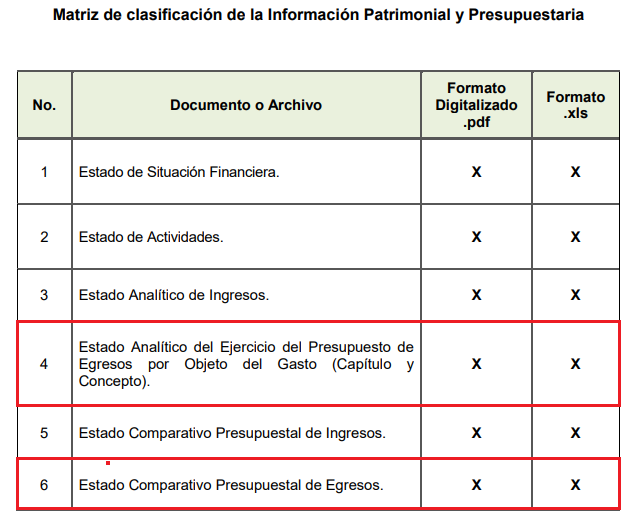 Matriz de clasificación de la Información Patrimonial y Presupuestaria
No. Documento o Archivo Formato Digitalizado .pdf Formato .xls
1 Estado de Situación Financiera. X X
2 Estado de Actividades. X X
3 Estado Analítico de Ingresos. X X
Estado Analítico del Ejercicio del Presupuesto de
4 Egresos por Objeto del Gasto (Capítulo y X X
Concepto).
5 Estado Comparativo Presupuestal de Ingresos. X X
6 Estado Comparativo Presupuestal de Egresos. X X